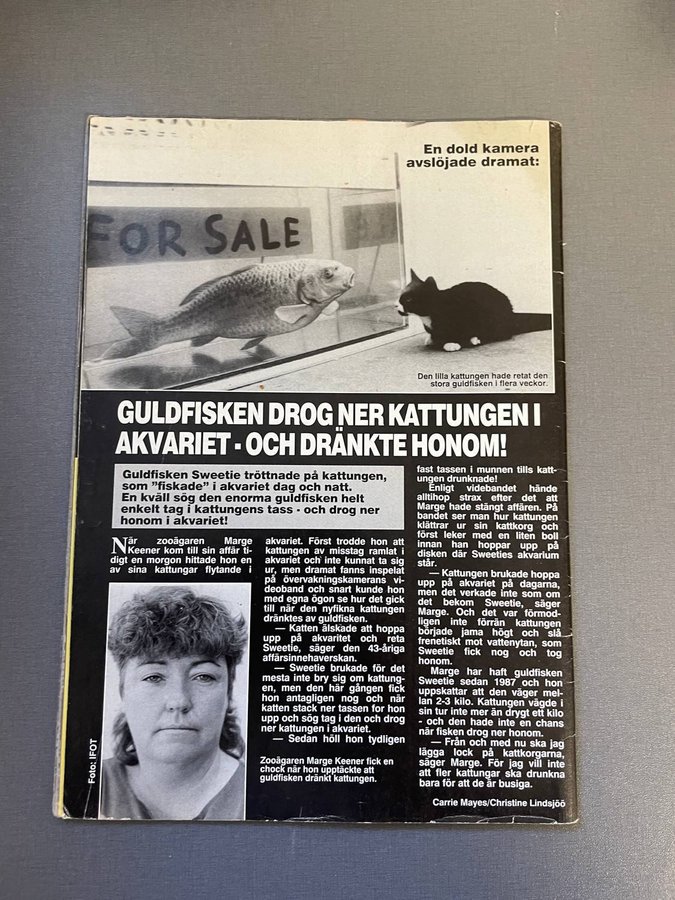 En dold kamera
avslöjade dramat:
FOR SALE
Den lilla kattungen hade retat den
stora guldfisken i flera veckor.
GULDFISKEN DROG NER KATTUNGEN I
AKVARIET - OCH DRÄNKTE HONOM!
Guldfisken Sweetie tröttnade på kattungen,
som "fiskade" i akvariet dag och natt.
En kväll sög den enorma guldfisken helt
enkelt tag i kattungens tass - och drog ner
honom i akvariet!
När zooägaren Marge
Keener kom till sin affär ti-
digt en morgon hittade hon en
av sina kattungar flytande i
Foto: IFOT
akvariet. Först trodde hon att
kattungen av misstag ramlat i
akvariet och inte kunnat ta sig
ur, men dramat fanns inspelat
på övervakningskamerans vi-
deoband och snart kunde hon
med egna ögon se hur det gick
till när den nyfikna kattungen
dränktes av guldfisken.
— Katten älskade att hoppa
upp på akvaritet och reta
Sweetie, säger den 43-åriga
affärsinnehaverskan.
— Sweetie brukade för det
mesta inte bry sig om kattung-
en, men den här gången fick
hon antagligen nog och när
katten stack ner tassen for hon
upp och sög tag i den och drog
ner kattungen i akvariet.
— Sedan höll hon tydligen
Zooägaren Marge Keener fick en
chock när hon upptäckte att
guldfisken dränkt kattungen.
fast tassen i munnen tills katt-
ungen drunknade!
Enligt videbandet hände
alltihop strax efter det att
Marge hade stängt affären. På
bandet ser man hur kattungen
klättrar ur sin kattkorg och
först leker med en liten boll
innan han hoppar upp på
disken där Sweeties akvarium
står.
— Kattungen brukade hoppa
upp på akvariet på dagarna,
men det verkade inte som om
det bekom Sweetie, säger
Marge. Och det var förmod-
ligen inte förrän kattungen
började jama högt och slå
frenetiskt mot vattenytan, som
Sweetie fick nog och tog
honom.
Marge har haft guldfisken
Sweetie sedan 1987 och hon
uppskattar att den väger mel-
lan 2-3 kilo. Kattungen vägde i
sin tur inte mer än drygt ett kilo
- och den hade inte en chans
när fisken drog ner honom.
— Från och med nu ska jag
lägga lock på kattkorgarna,
säger Marge. För jag vill inte
att fler kattungar ska drunkna
bara för att de är busiga.
Carrie Mayes/Christine Lindsjöö